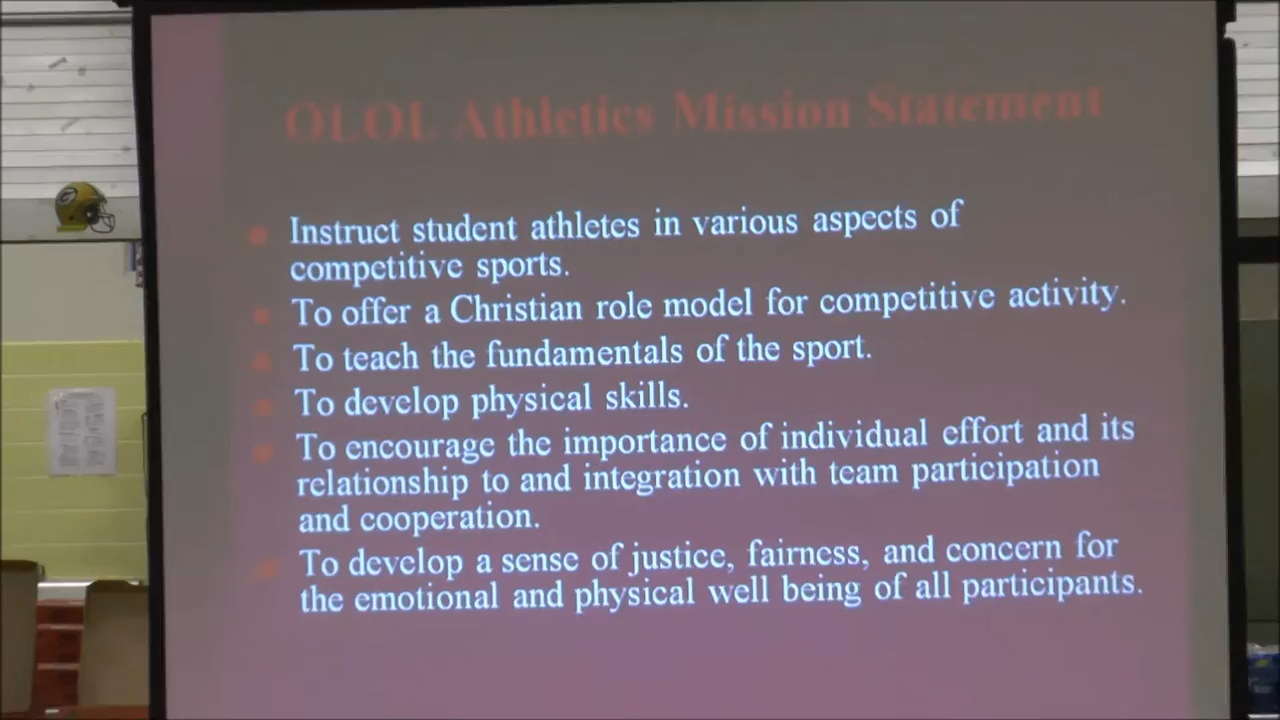 OLOL Athletics Mission Statement
Instruct student athletes in various aspects of
competitive sports.
To offer a Christian role model for competitive activity.
To teach the fundamentals of the sport.
To develop physical skills.
To encourage the importance of individual effort and its
relationship to and integration with team participation
and cooperation.
To develop a sense of justice, fairness, and concern for
the emotional and physical well being of all participants.